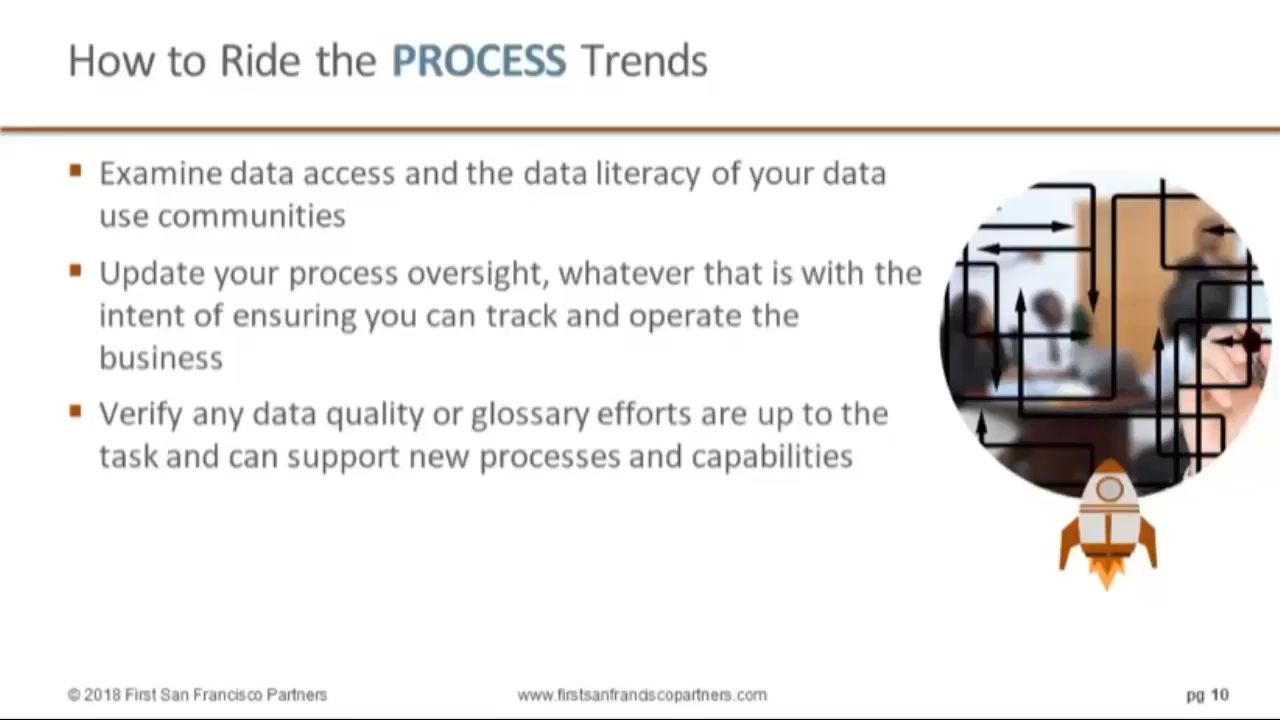 How to Ride the PROCESS Trends
▪ Examine data access and the data literacy of your data
use communities
▪ Update your process oversight, whatever that is with the
intent of ensuring you can track and operate the
business
▪ Verify any data quality or glossary efforts are up to the
task and can support new processes and capabilities
© 2018 First San Francisco Partners
www.firstsanfranciscopartners.com
pg 10